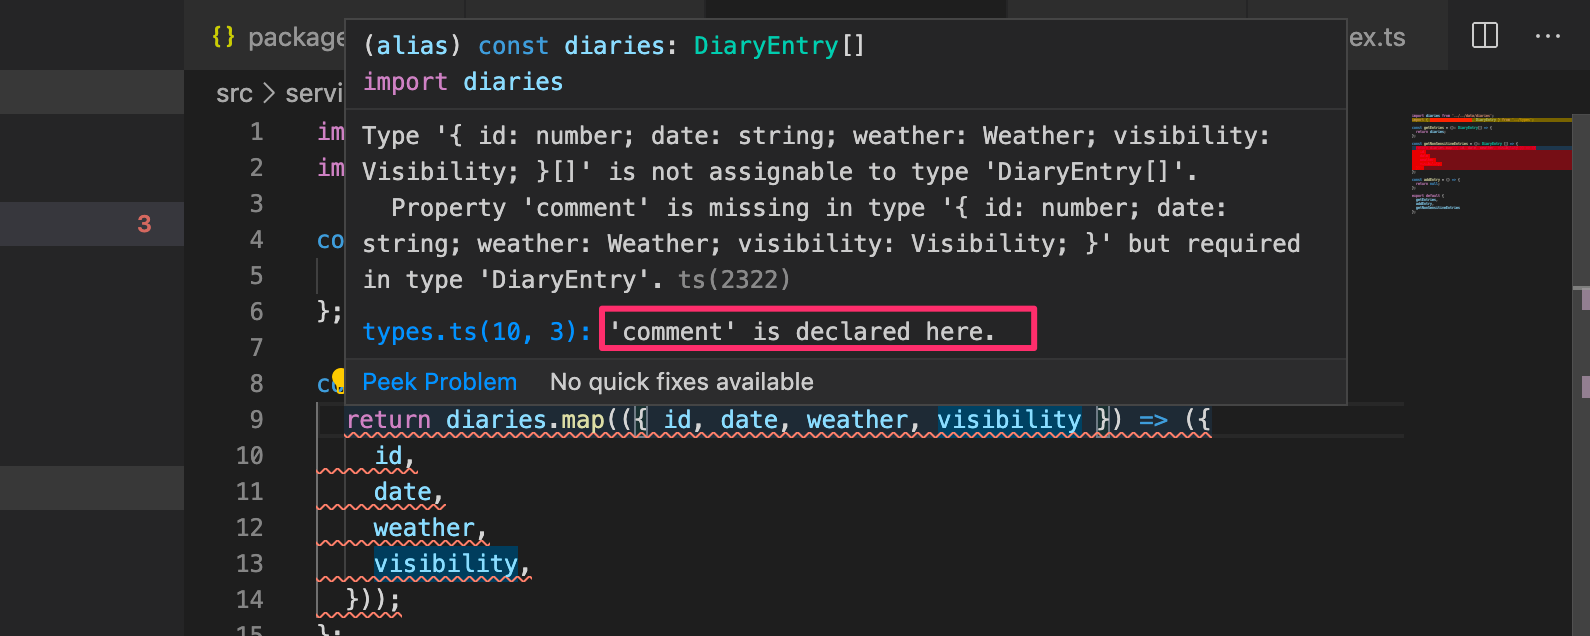 {} package
ex.ts
...
(alias) const diaries: DiaryEntry[]
import diaries
src > servi
Type '{ id: number; date: string; weather: Weather; visibility:
Visibility; }[]' is not assignable to type 'DiaryEntry[]'.
Property 'comment' is missing in type '{ id: number; date:
string; weather: Weather; visibility: Visibility; }' but required
in type 'DiaryEntry'. ts(2322)
types.ts(10, 3): 'comment' is declared here.
Peek Problem No quick fixes available
3
1 im
2 im
3
4 co
5
6 };
7
8 c
9 return diaries.map(({ id, date, weather, visibility }) => ({
10 id,
11 date,
12 weather,
13 visibility,
14 }));
15 };